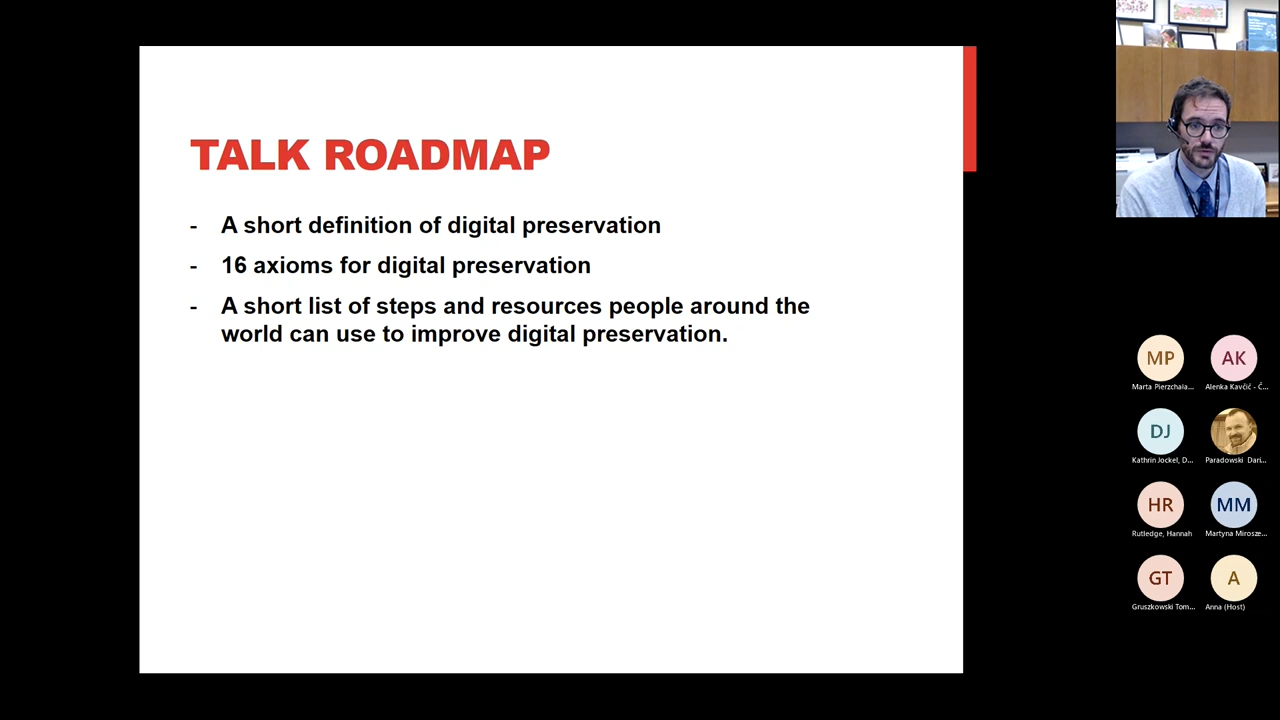 TALK ROADMAP
- A short definition of digital preservation
- 16 axioms for digital preservation
- A short list of steps and resources people around the
world can use to improve digital preservation.
MP
AK
Marta Pierzchała...
Alenka Kavčič - Č...
DJ
Kathrin Jockel, D...
Paradowski Dari...
HR
MM
Rutledge, Hannah
Martyna Mirosze...
GT
A
Gruszkowski Tom...
Anna (Host)